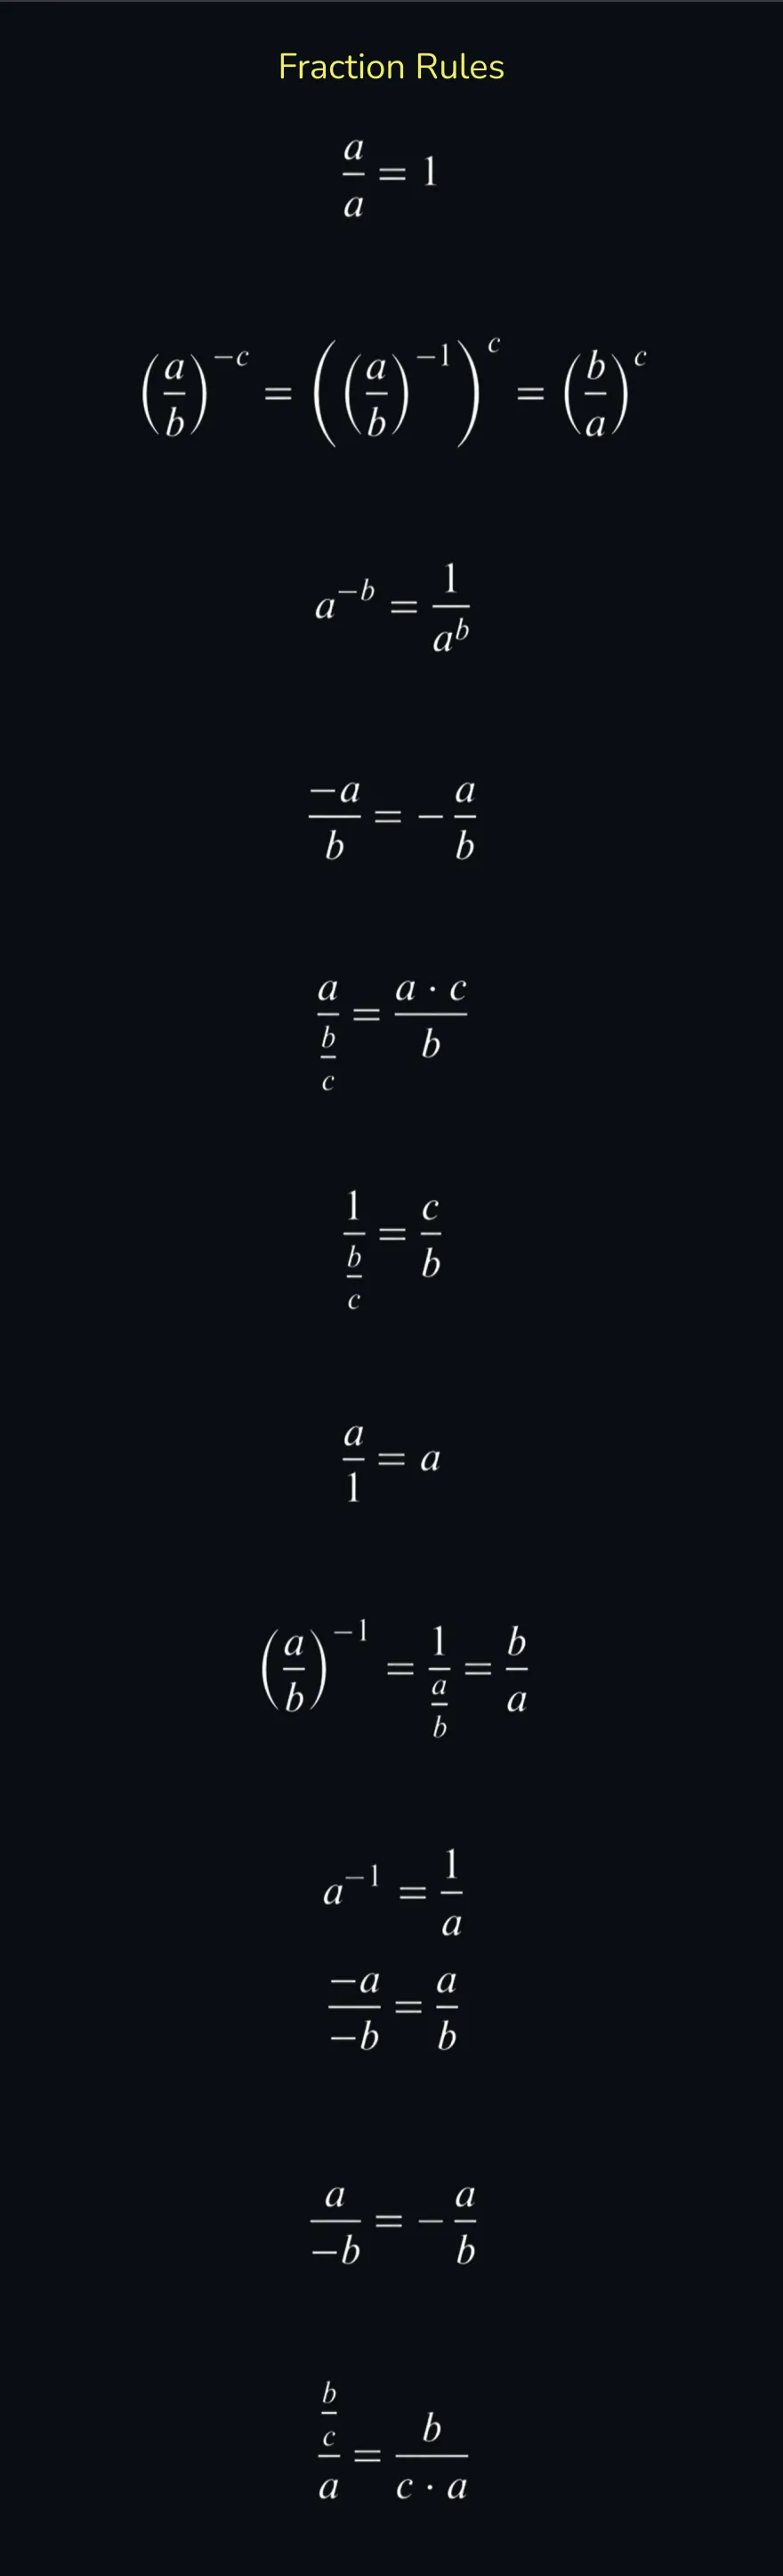 Fraction Rules
a/a = 1
(a/b)^{-c} = ((a/b)^{-1})^{c} = (b/a)^{c}
a^{-b} = 1/a^{b}
-a/b = -a/b
a/(b/c) = (a · c)/b
1/(b/c) = c/b
a/1 = a
(a/b)^{-1} = 1/(a/b) = b/a
a^{-1} = 1/a
-a/-b = a/b
a/-b = -a/b
(b/c)/a = b/(c · a)